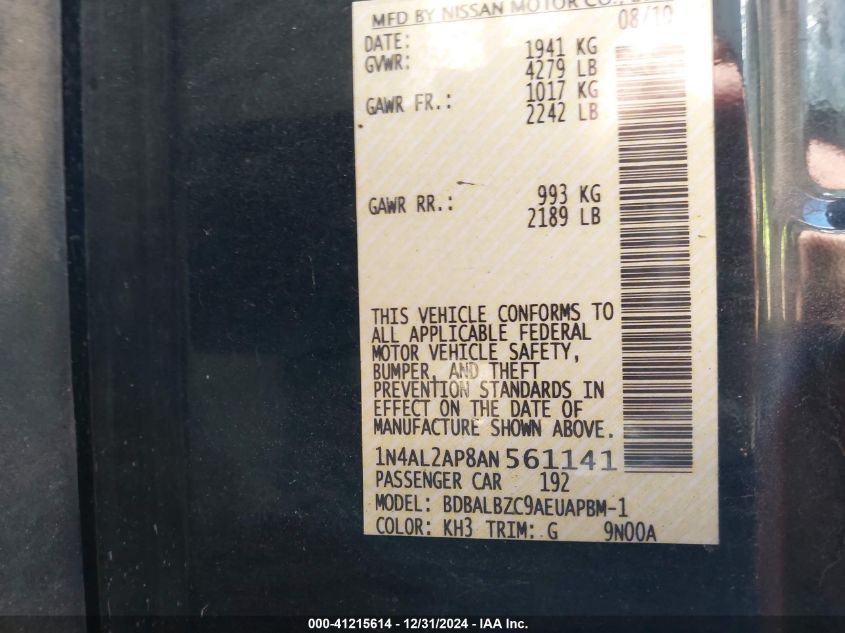 MFD BY NISSAN MOTOR CO.,
DATE: 08/10
GVWR: 1941 KG
4279 LB
GAWR FR.: 1017 KG
2242 LB
GAWR RR.: 993 KG
2189 LB
THIS VEHICLE CONFORMS TO
ALL APPLICABLE FEDERAL
MOTOR VEHICLE SAFETY,
BUMPER, AND THEFT
PREVENTION STANDARDS IN
EFFECT ON THE DATE OF
MANUFACTURE SHOWN ABOVE.
1N4AL2AP8AN 561141
PASSENGER CAR 192
MODEL: BDBALBZC9AEUAPBM-1
COLOR: KH3 TRIM: G 9N00A
000-41215614 - 12/31/2024 - IAA Inc.